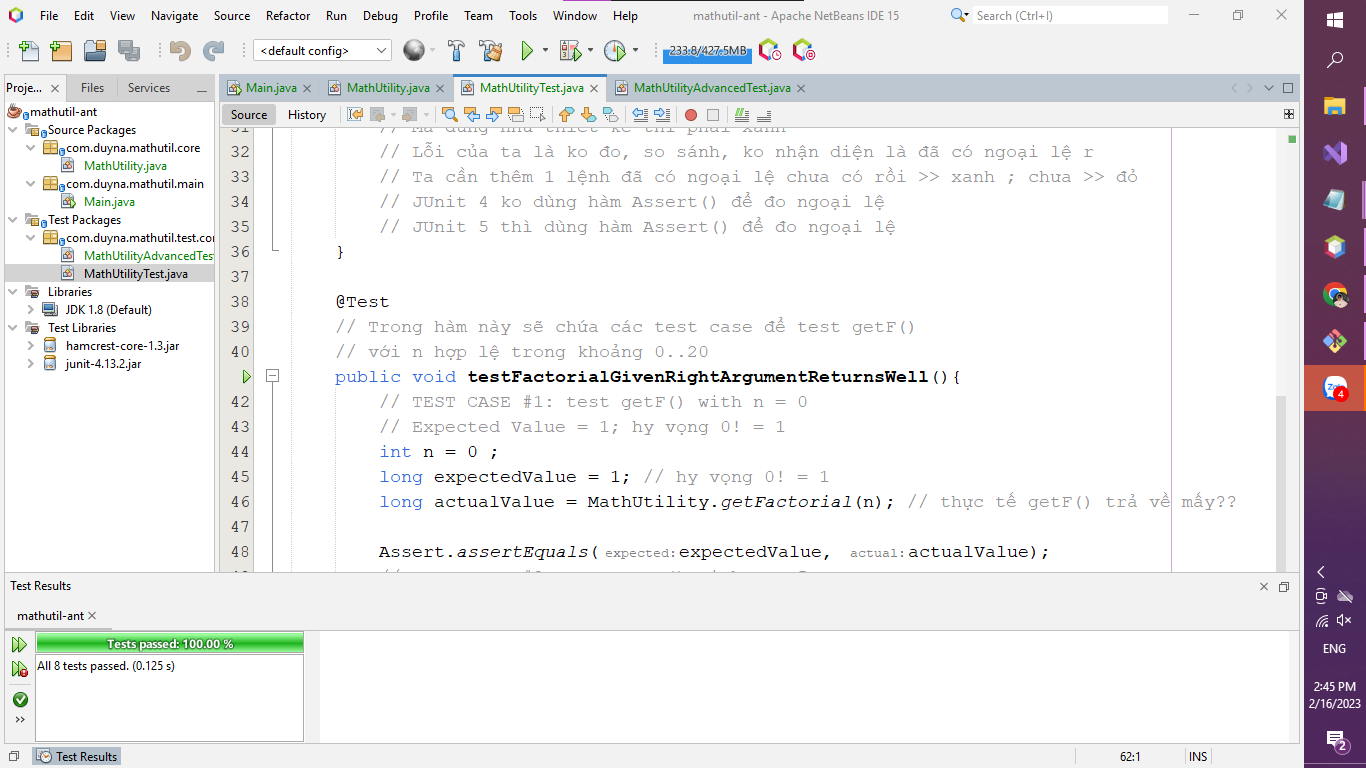 File Edit View Navigate Source Refactor Run Debug Profile Team Tools Window Help
mathutil-ant - Apache NetBeans IDE 15
Search (Ctrl+I)
<default config>
233.8/427.5MB
Proje...
Files
Services
Main.java
MathUtility.java
MathUtilityTest.java
MathUtilityAdvancedTest.java
Source
History
mathutil-ant
Source Packages
com.duyna.mathutil.core
MathUtility.java
com.duyna.mathutil.main
Main.java
Test Packages
com.duyna.mathutil.test.cor
MathUtilityAdvancedTest
MathUtilityTest.java
Libraries
JDK 1.8 (Default)
Test Libraries
hamcrest-core-1.3.jar
junit-4.13.2.jar
31 // Mà đúng như thiết kế thì phải xanh
32 // Lỗi của ta là ko đo, so sánh, ko nhận diện là đã có ngoại lệ r
33 // Ta cần thêm 1 lệnh đã có ngoại lệ chưa có rồi >> xanh ; chưa >> đỏ
34 // JUnit 4 ko dùng hàm Assert() để đo ngoại lệ
35 // JUnit 5 thì dùng hàm Assert() để đo ngoại lệ
36 }
37
38 @Test
39 // Trong hàm này sẽ chứa các test case để test getF()
40 // với n hợp lệ trong khoảng 0..20
public void testFactorialGivenRightArgumentReturnsWell(){
42 // TEST CASE #1: test getF() with n = 0
43 // Expected Value = 1; hy vọng 0! = 1
44 int n = 0 ;
45 long expectedValue = 1; // hy vọng 0! = 1
46 long actualValue = MathUtility.getFactorial(n); // thực tế getF() trả về mấy??
47
48 Assert.assertEquals( expected: expectedValue, actual: actualValue);
Test Results
mathutil-ant
Tests passed: 100.00 %
All 8 tests passed. (0.125 s)
Test Results
62:1
INS
Zalo
4
ENG
2:45 PM
2/16/2023
2